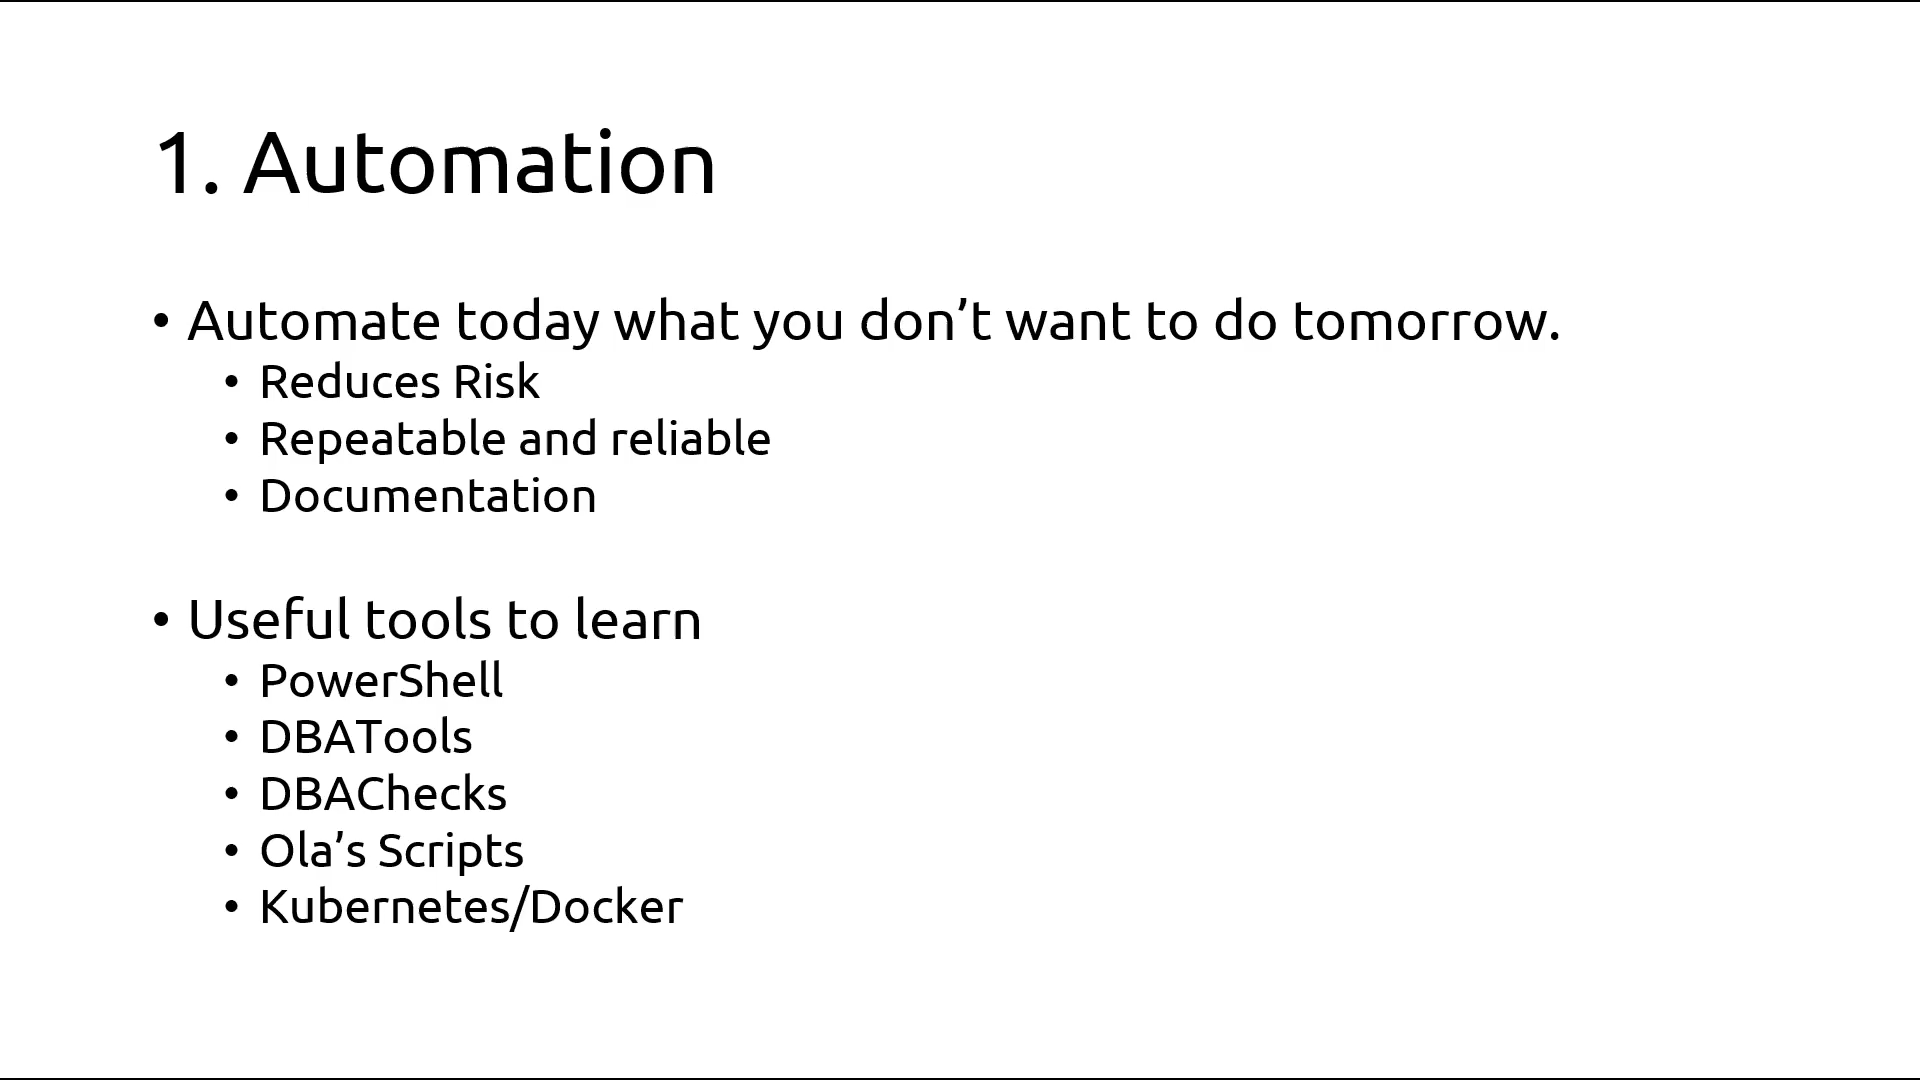 1. Automation
• Automate today what you don’t want to do tomorrow.
• Reduces Risk
• Repeatable and reliable
• Documentation
• Useful tools to learn
• PowerShell
• DBATools
• DBAChecks
• Ola’s Scripts
• Kubernetes/Docker